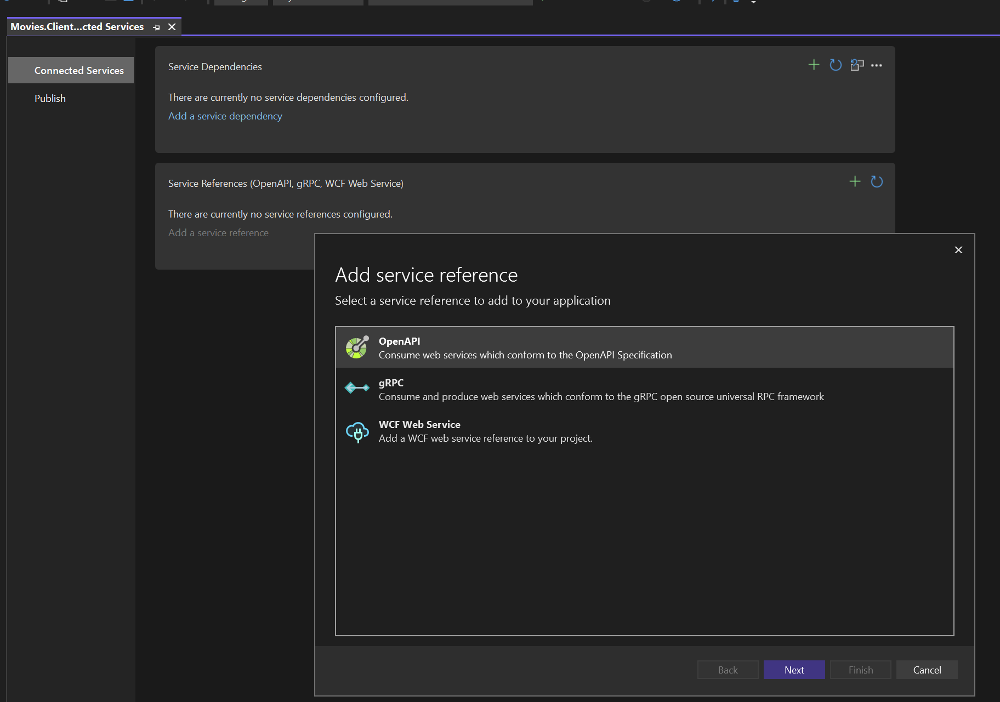 Movies.Client...cted Services
Connected Services
Publish
Service Dependencies
There are currently no service dependencies configured.
Add a service dependency
Service References (OpenAPI, gRPC, WCF Web Service)
There are currently no service references configured.
Add a service reference
Add service reference
Select a service reference to add to your application
OpenAPI
Consume web services which conform to the OpenAPI Specification
gRPC
Consume and produce web services which conform to the gRPC open source universal RPC framework
WCF Web Service
Add a WCF web service reference to your project.
Back
Next
Finish
Cancel